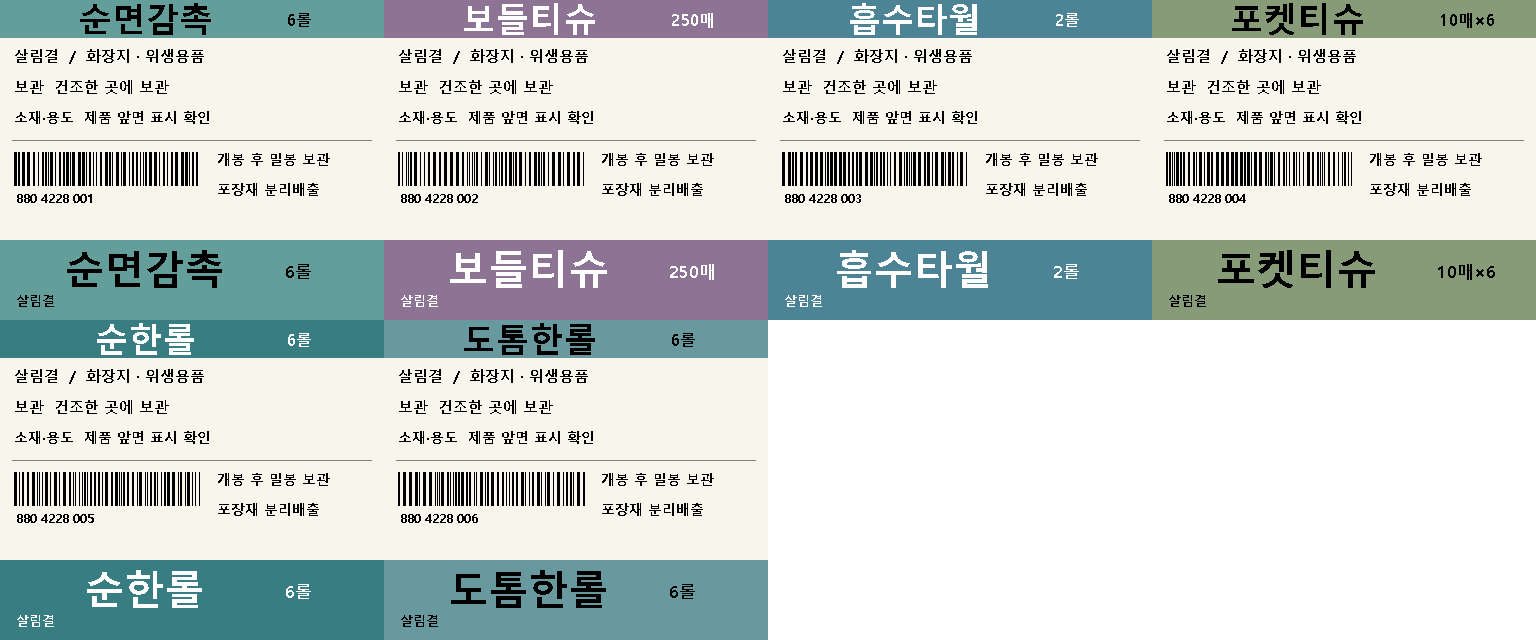 순면감촉 6롤
살림결 / 화장지 · 위생용품
보관 건조한 곳에 보관
소재·용도 제품 앞면 표시 확인
개봉 후 밀봉 보관
포장재 분리배출
880 4228 001
순면감촉 6롤
살림결
보들티슈 250매
살림결 / 화장지 · 위생용품
보관 건조한 곳에 보관
소재·용도 제품 앞면 표시 확인
개봉 후 밀봉 보관
포장재 분리배출
880 4228 002
보들티슈 250매
살림결
흡수타월 2롤
살림결 / 화장지 · 위생용품
보관 건조한 곳에 보관
소재·용도 제품 앞면 표시 확인
개봉 후 밀봉 보관
포장재 분리배출
880 4228 003
흡수타월 2롤
살림결
포켓티슈 10매×6
살림결 / 화장지 · 위생용품
보관 건조한 곳에 보관
소재·용도 제품 앞면 표시 확인
개봉 후 밀봉 보관
포장재 분리배출
880 4228 004
포켓티슈 10매×6
살림결
순한롤 6롤
살림결 / 화장지 · 위생용품
보관 건조한 곳에 보관
소재·용도 제품 앞면 표시 확인
개봉 후 밀봉 보관
포장재 분리배출
880 4228 005
순한롤 6롤
살림결
도톰한롤 6롤
살림결 / 화장지 · 위생용품
보관 건조한 곳에 보관
소재·용도 제품 앞면 표시 확인
개봉 후 밀봉 보관
포장재 분리배출
880 4228 006
도톰한롤 6롤
살림결